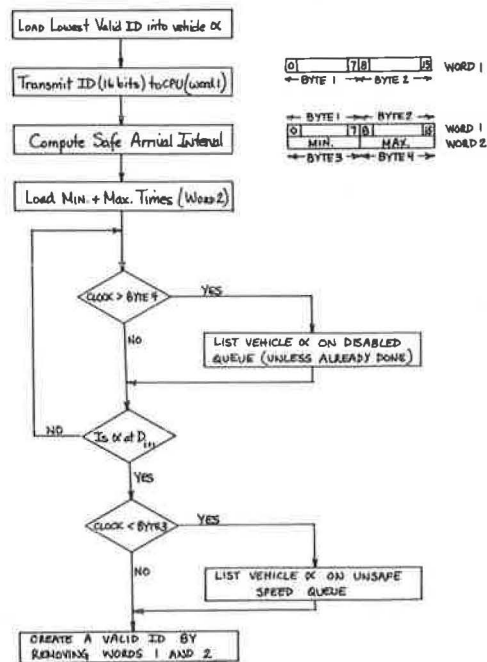 LOAD LOWEST VALID ID INTO VEHICLE α
Transmit ID (16 bits) to CPU (word 1)
Compute Safe Arrival Interval
Load Min. + Max. Times (Word 2)
CLOCK > BYTE 4
YES
NO
LIST VEHICLE α ON DISABLED
QUEUE (UNLESS ALREADY DONE)
Is α at D
NO
YES
CLOCK < BYTE 3
YES
NO
LIST VEHICLE α ON UNSAFE
SPEED QUEUE
CREATE A VALID ID BY
REMOVING WORDS 1 AND 2
0 7 8 15 WORD 1
BYTE 1 BYTE 2
BYTE 1 BYTE 2
0 7 8 15 WORD 1
MIN. MAX. WORD 2
BYTE 3 BYTE 4